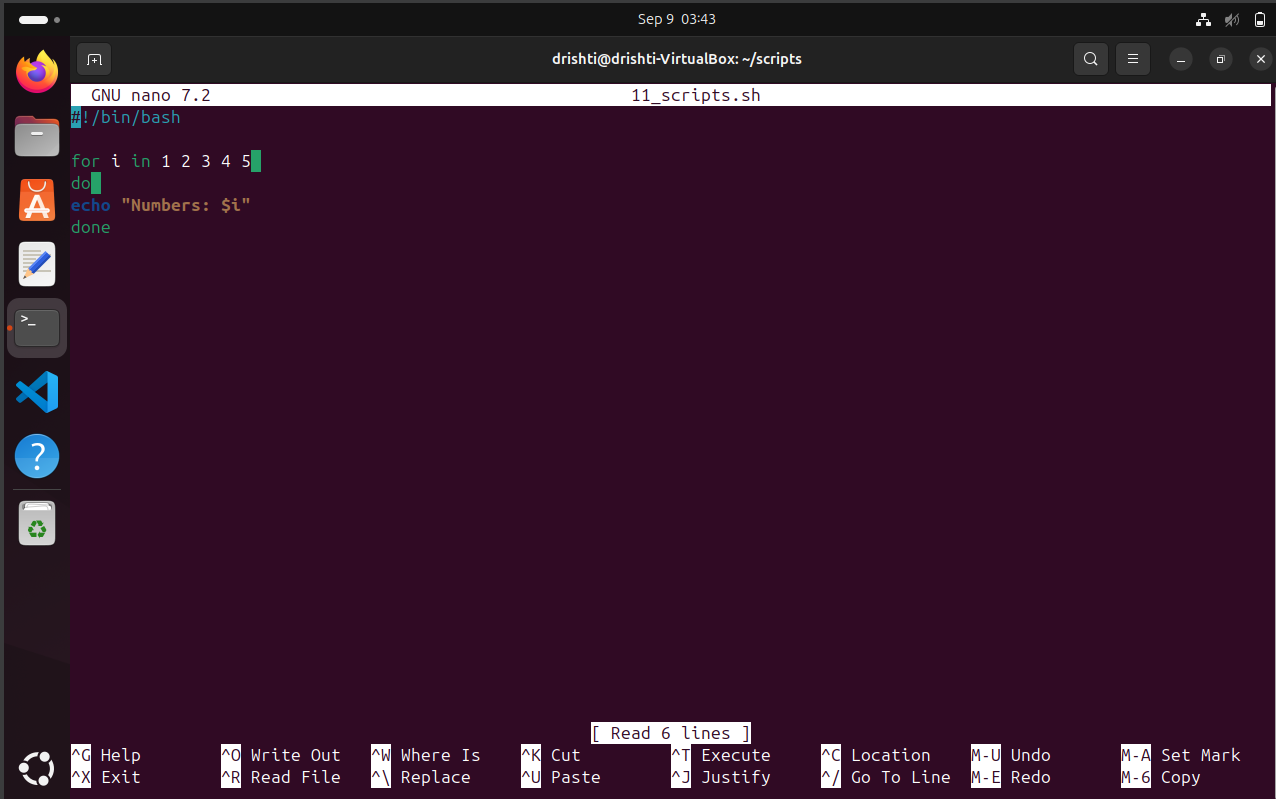 Sep 9 03:43
drishti@drishti-VirtualBox: ~/scripts
GNU nano 7.2 11_scripts.sh
#!/bin/bash
for i in 1 2 3 4 5
do
echo "Numbers: $i"
done
[ Read 6 lines ]
^G Help ^O Write Out ^W Where Is ^K Cut ^T Execute ^C Location M-U Undo M-A Set Mark
^X Exit ^R Read File ^\ Replace ^U Paste ^J Justify ^/ Go To Line M-E Redo M-6 Copy